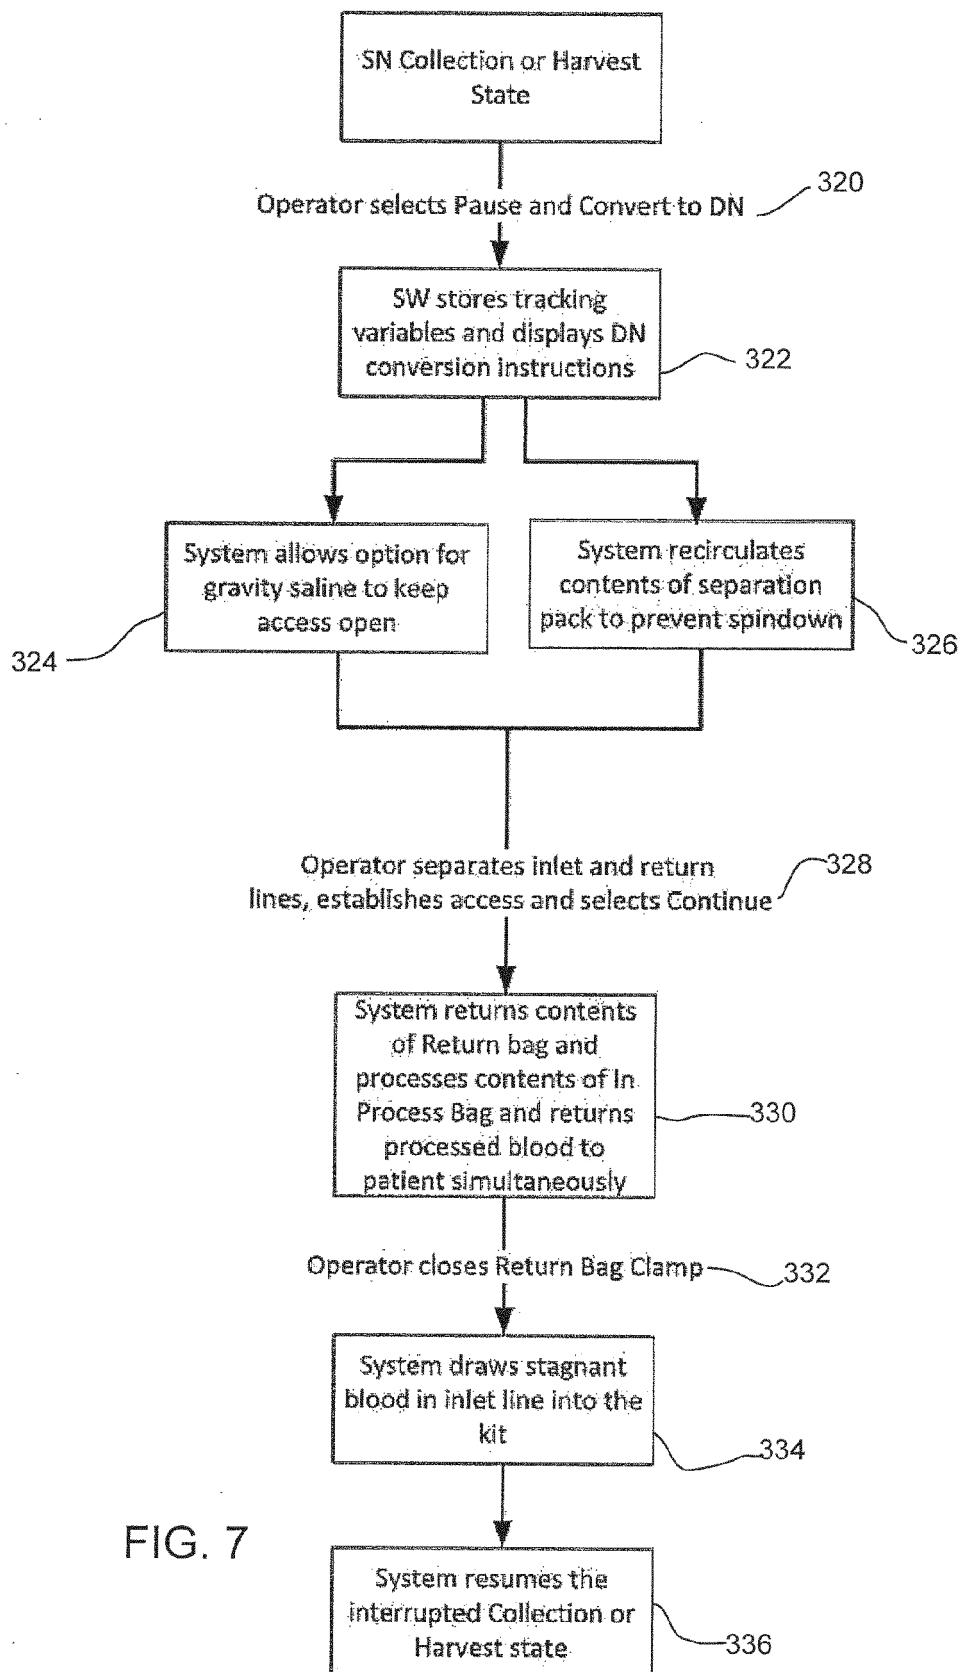 SN Collection or Harvest
State
320
Operator selects Pause and Convert to DN
SW stores tracking
variables and displays DN
conversion instructions
322
System allows option for
gravity saline to keep
access open
324
System recirculates
contents of separation
pack to prevent spindown
326
Operator separates inlet and return
lines, establishes access and selects Continue
328
System returns contents
of Return bag and
processes contents of In
Process Bag and returns
processed blood to
patient simultaneously
330
Operator closes Return Bag Clamp
332
System draws stagnant
blood in inlet line into the
kit
334
FIG. 7
System resumes the
interrupted Collection or
Harvest state
336